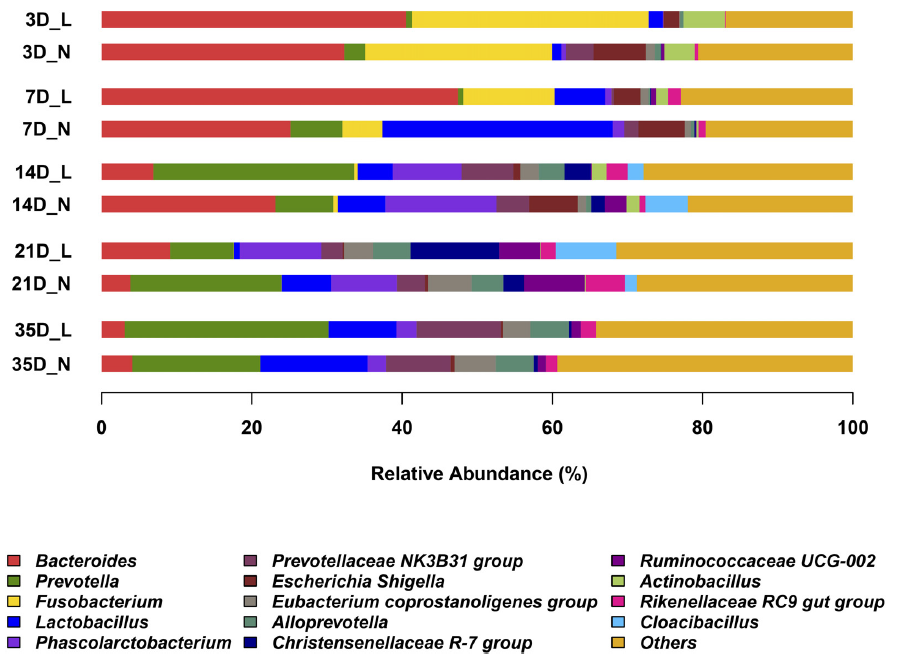 3D_L
3D_N
7D_L
7D_N
14D_L
14D_N
21D_L
21D_N
35D_L
35D_N
0 20 40 60 80 100
Relative Abundance (%)
Bacteroides
Prevotella
Fusobacterium
Lactobacillus
Phascolarctobacterium
Prevotellaceae NK3B31 group
Escherichia Shigella
Eubacterium coprostanoligenes group
Alloprevotella
Christensenellaceae R-7 group
Ruminococcaceae UCG-002
Actinobacillus
Rikenellaceae RC9 gut group
Cloacibacillus
Others